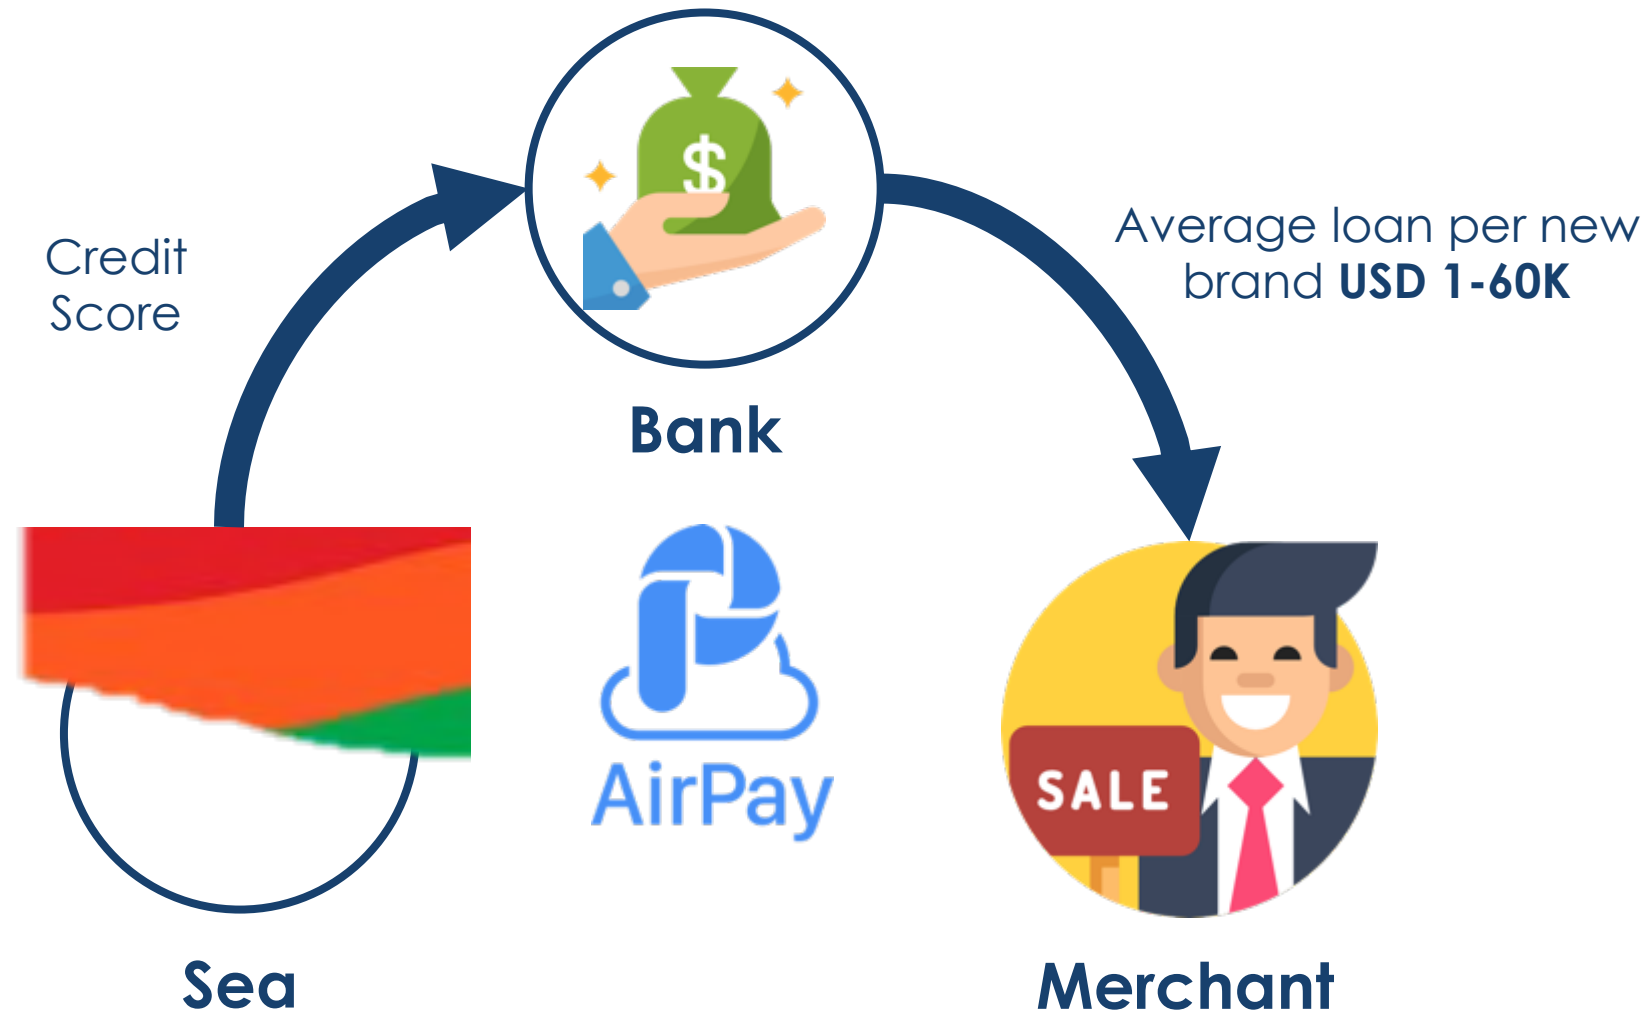 $
Credit
Score
Average loan per new
brand USD 1-60K
Bank
AirPay
SALE
Sea
Merchant